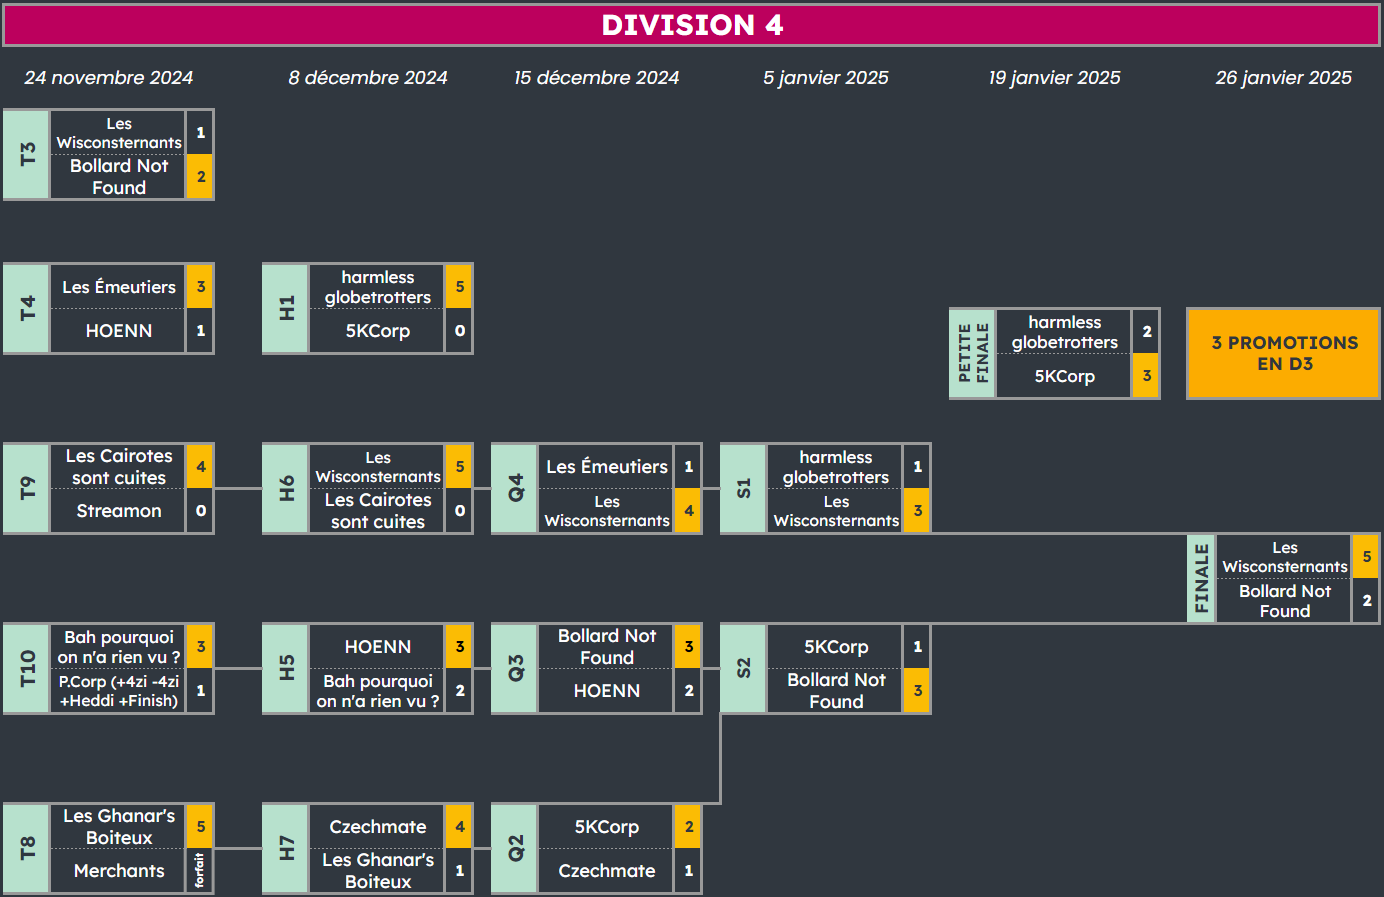 DIVISION 4
24 novembre 2024
8 décembre 2024
15 décembre 2024
5 janvier 2025
19 janvier 2025
26 janvier 2025
T3
Les
Wisconsternants
1
Bollard Not
Found
2
T4
Les Émeutiers
3
HOENN
1
H1
harmless
globetrotters
5
5KCorp
0
PETITE
FINALE
harmless
globetrotters
2
5KCorp
3
3 PROMOTIONS
EN D3
T9
Les Cairotes
sont cuites
4
Streamon
0
H6
Les
Wisconsternants
5
Les Cairotes
sont cuites
0
Q4
Les Émeutiers
1
Les
Wisconsternants
4
S1
harmless
globetrotters
1
Les
Wisconsternants
3
FINALE
Les
Wisconsternants
5
Bollard Not
Found
2
T10
Bah pourquoi
on n'a rien vu ?
3
P.Corp (+4zi -4zi
+Heddi +Finish)
1
H5
HOENN
3
Bah pourquoi
on n'a rien vu ?
2
Q3
Bollard Not
Found
3
HOENN
2
S2
5KCorp
1
Bollard Not
Found
3
T8
Les Ghanar's
Boiteux
5
Merchants
forfait
H7
Czechmate
4
Les Ghanar's
Boiteux
1
Q2
5KCorp
2
Czechmate
1